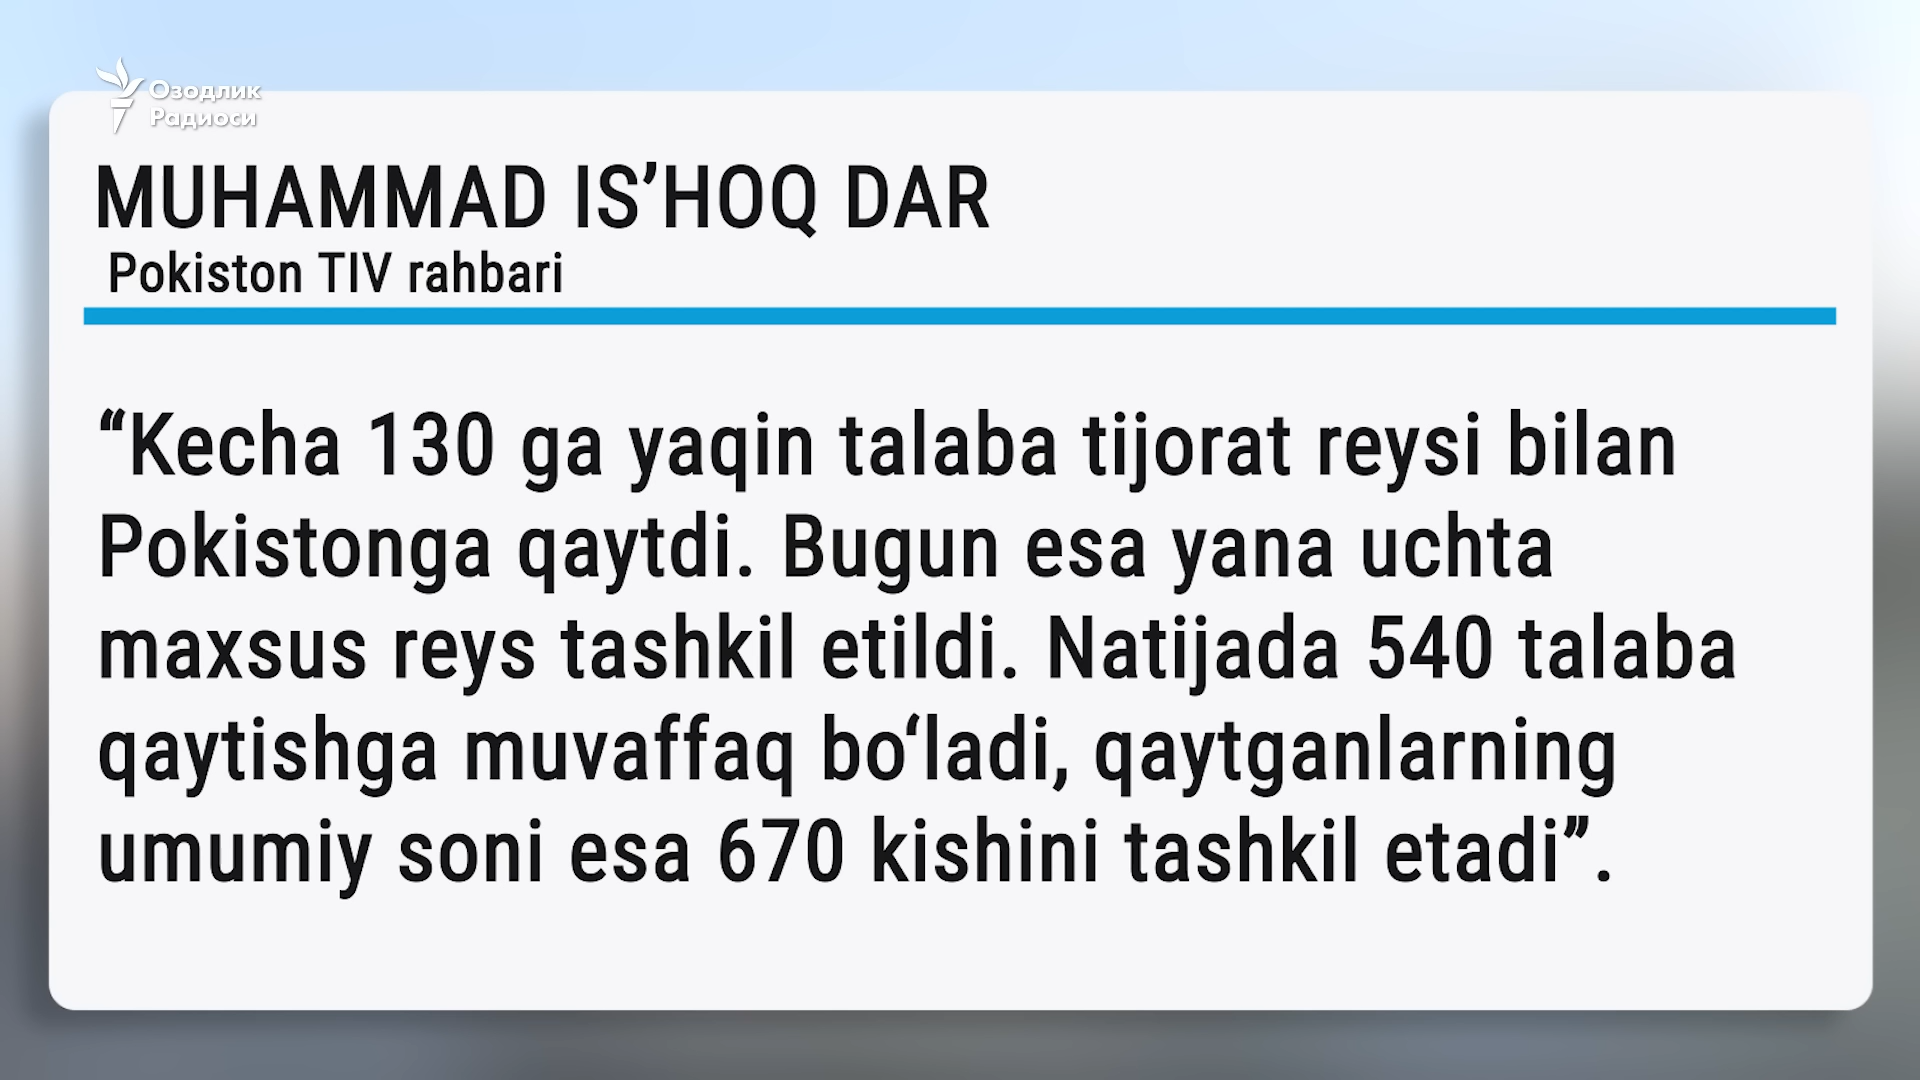 Озодлик
Радиоси
MUHAMMAD IS’HOQ DAR
Pokiston TIV rahbari
“Kecha 130 ga yaqin talaba tijorat reysi bilan
Pokistonga qaytdi. Bugun esa yana uchta
maxsus reys tashkil etildi. Natijada 540 talaba
qaytishga muvaffaq bo‘ladi, qaytganlarning
umumiy soni esa 670 kishini tashkil etadi”.